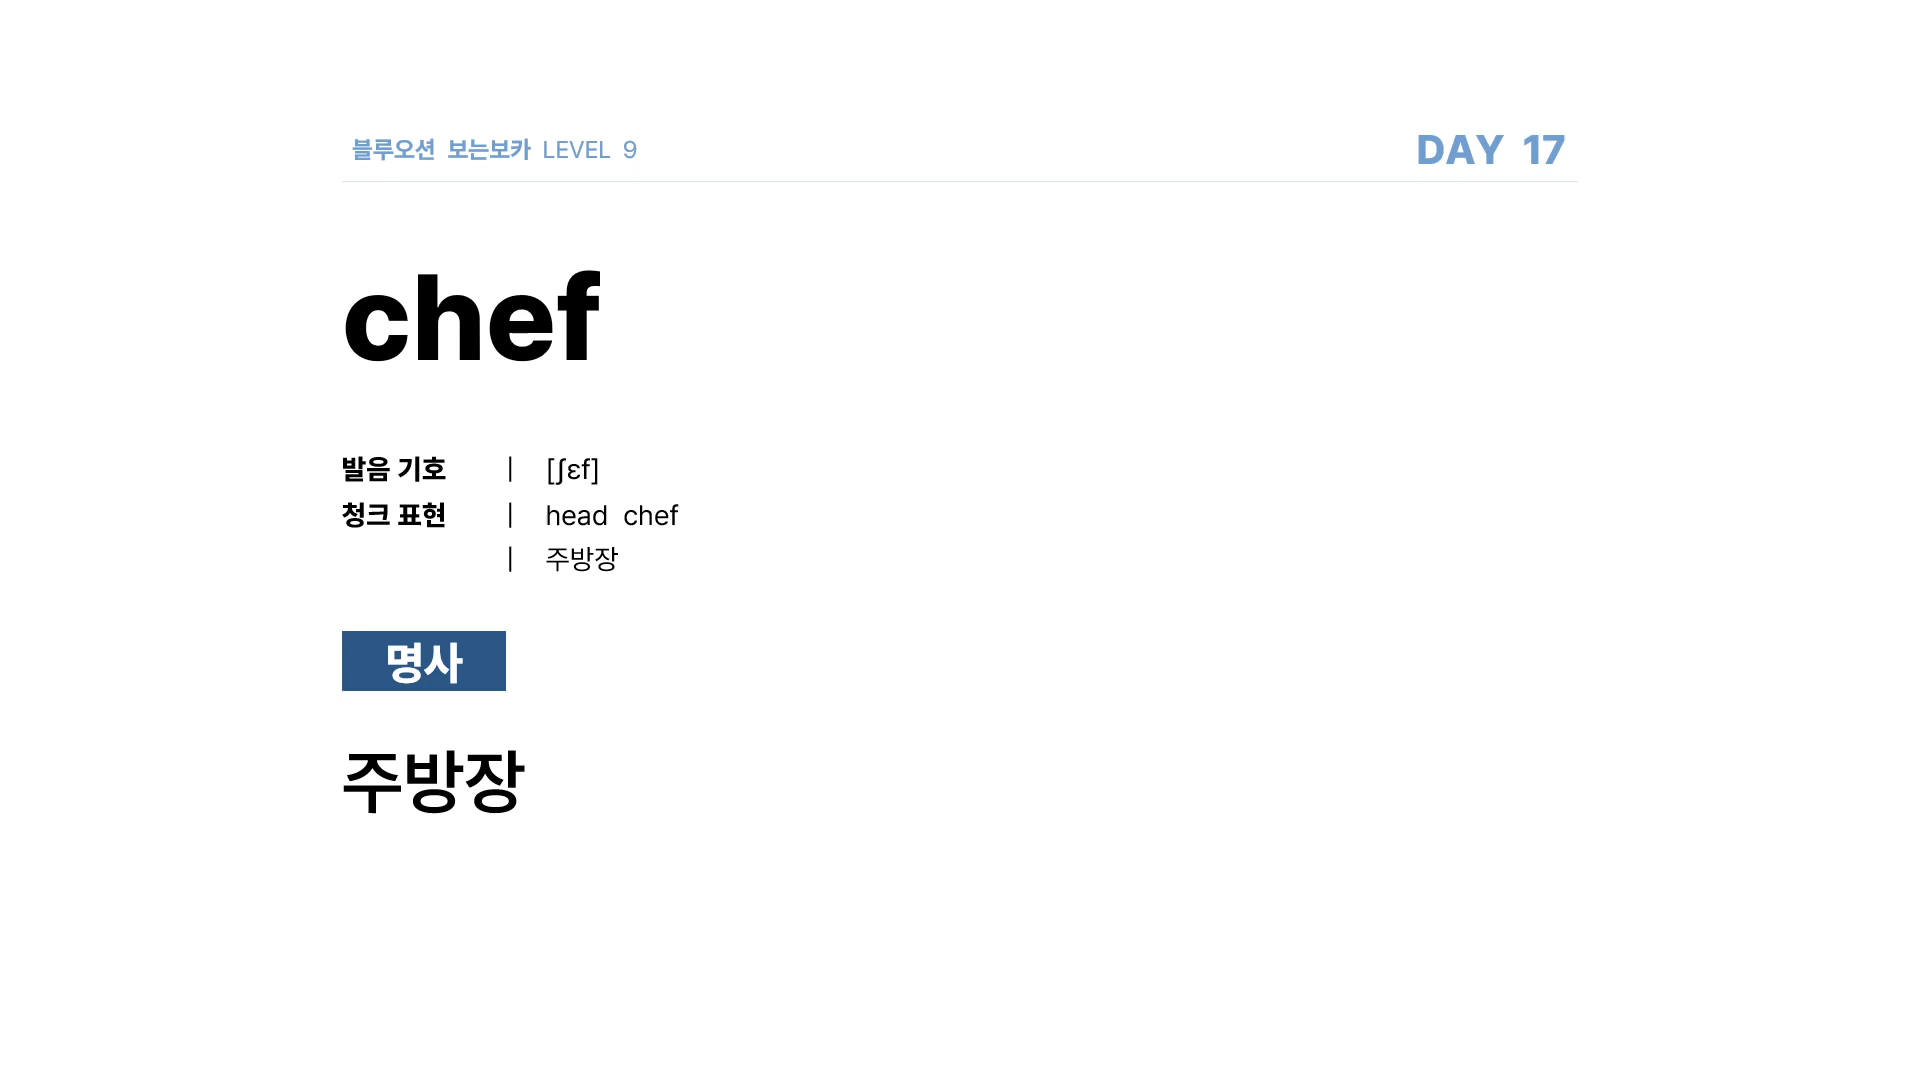 블루오션 보는보카 LEVEL 9
DAY 17
chef
발음 기호 | [ʃɛf]
청크 표현 | head chef
| 주방장
명사
주방장